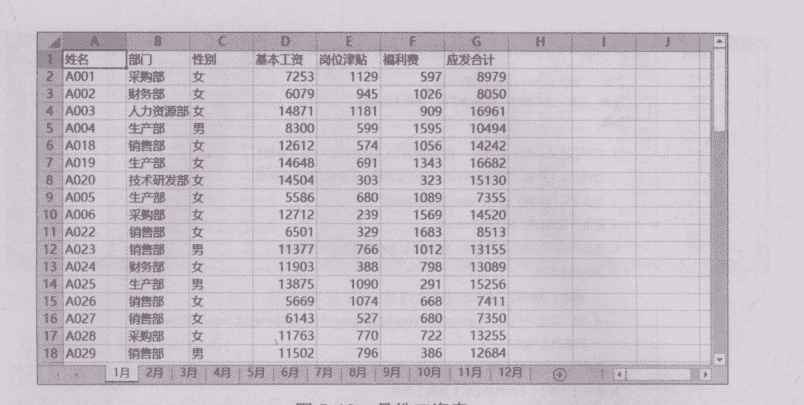 A B C D E F G H I J
1 姓名 部门 性别 基本工资 岗位津贴 福利费 应发合计
2 A001 采购部 女 7253 1129 597 8979
3 A002 财务部 女 6079 945 1026 8050
4 A003 人力资源部 女 14871 1181 909 16961
5 A004 生产部 男 8300 599 1595 10494
6 A018 销售部 女 12612 574 1056 14242
7 A019 生产部 女 14648 691 1343 16682
8 A020 技术研发部 女 14504 303 323 15130
9 A005 生产部 女 5586 680 1089 7355
10 A006 采购部 女 12712 239 1569 14520
11 A022 销售部 女 6501 329 1683 8513
12 A023 销售部 男 11377 766 1012 13155
13 A024 财务部 女 11903 388 798 13089
14 A025 生产部 男 13875 1090 291 15256
15 A026 销售部 女 5669 1074 668 7411
16 A027 销售部 女 6143 527 680 7350
17 A028 采购部 女 11763 770 722 13255
18 A029 销售部 男 11502 796 386 12684
1月 2月 3月 4月 5月 6月 7月 8月 9月 10月 11月 12月